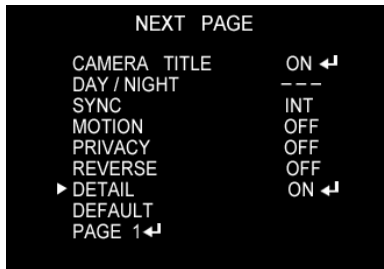 NEXT PAGE
CAMERA TITLE ON ↵
DAY / NIGHT – – –
SYNC INT
MOTION OFF
PRIVACY OFF
REVERSE OFF
▶ DETAIL ON ↵
DEFAULT
PAGE 1↵